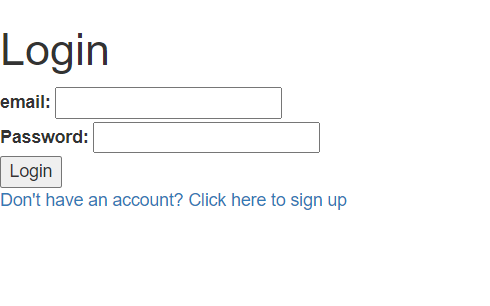 Login
email:
Password:
Login
Don't have an account? Click here to sign up